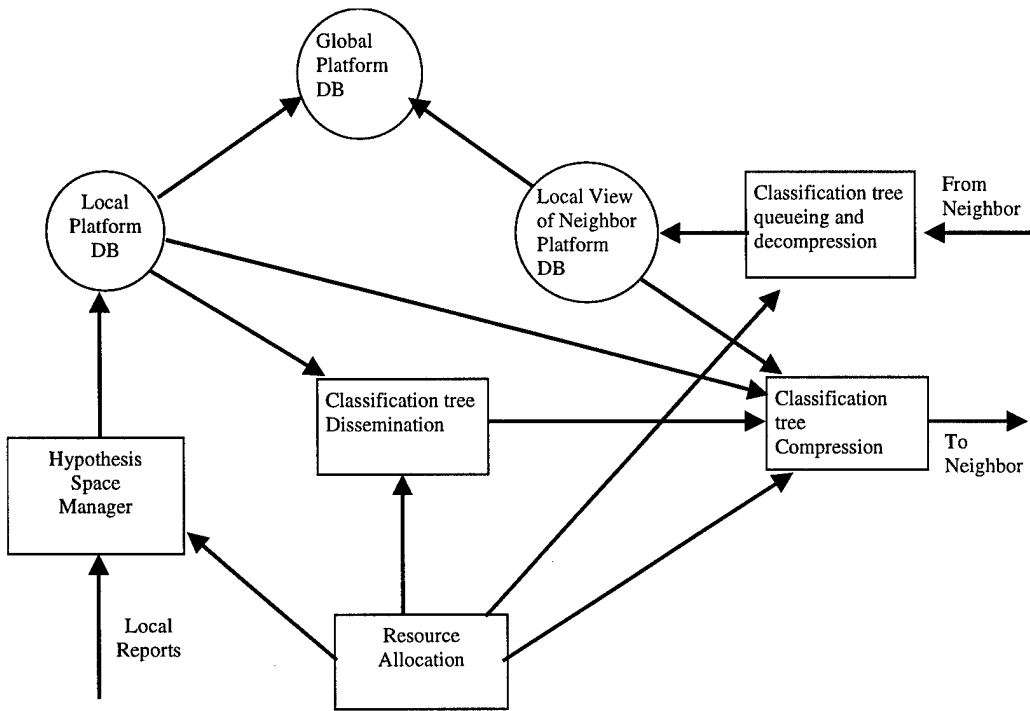 Global
Platform
DB
Local
Platform
DB
Local View
of Neighbor
Platform
DB
Classification tree
queueing and
decompression
From
Neighbor
Classification tree
Dissemination
Classification
tree
Compression
To
Neighbor
Hypothesis
Space
Manager
Local
Reports
Resource
Allocation